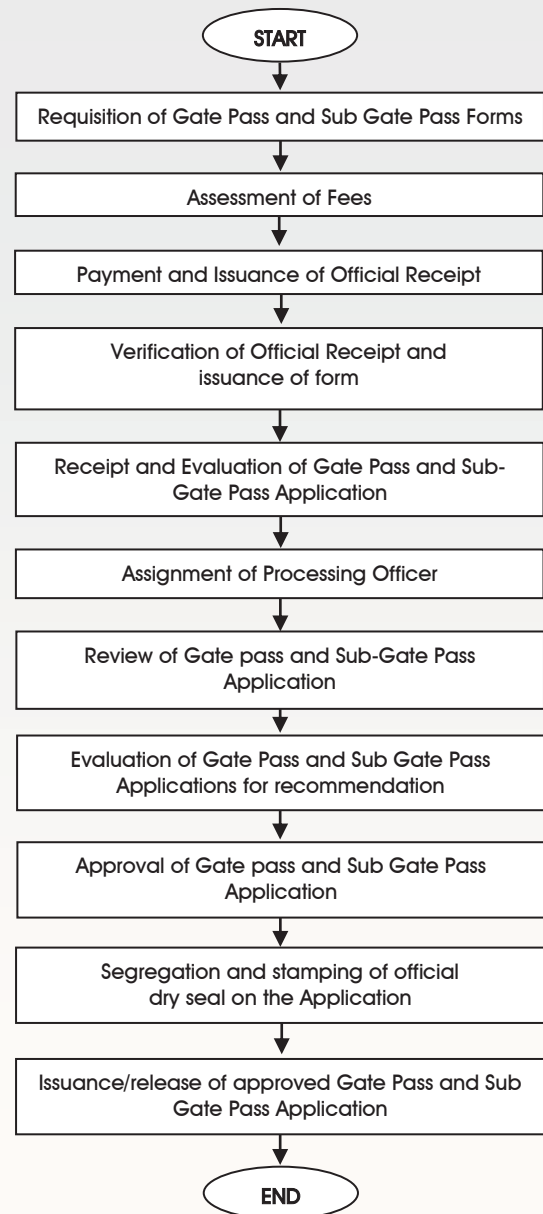 START
Requisition of Gate Pass and Sub Gate Pass Forms
Assessment of Fees
Payment and Issuance of Official Receipt
Verification of Official Receipt and
issuance of form
Receipt and Evaluation of Gate Pass and Sub-
Gate Pass Application
Assignment of Processing Officer
Review of Gate pass and Sub-Gate Pass
Application
Evaluation of Gate Pass and Sub Gate Pass
Applications for recommendation
Approval of Gate pass and Sub Gate Pass
Application
Segregation and stamping of official
dry seal on the Application
Issuance/release of approved Gate Pass and Sub
Gate Pass Application
END